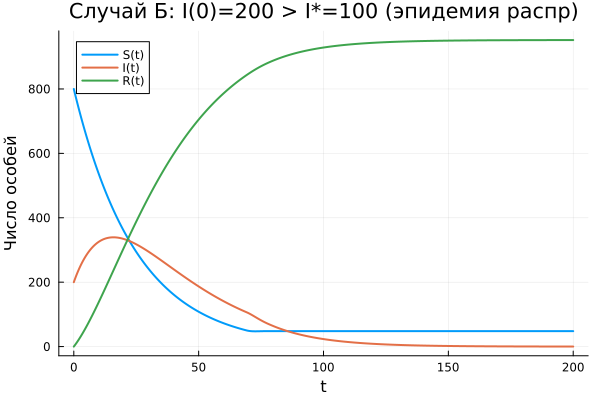 Случай Б: I(0)=200 > I*=100 (эпидемия распр)
S(t)
I(t)
R(t)
Число особей
800
600
400
200
0
0 50 100 150 200
t